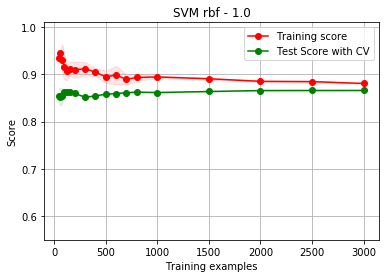 SVM rbf - 1.0
1.0
0.9
0.8
0.7
0.6
Score
Training score
Test Score with CV
0 500 1000 1500 2000 2500 3000
Training examples